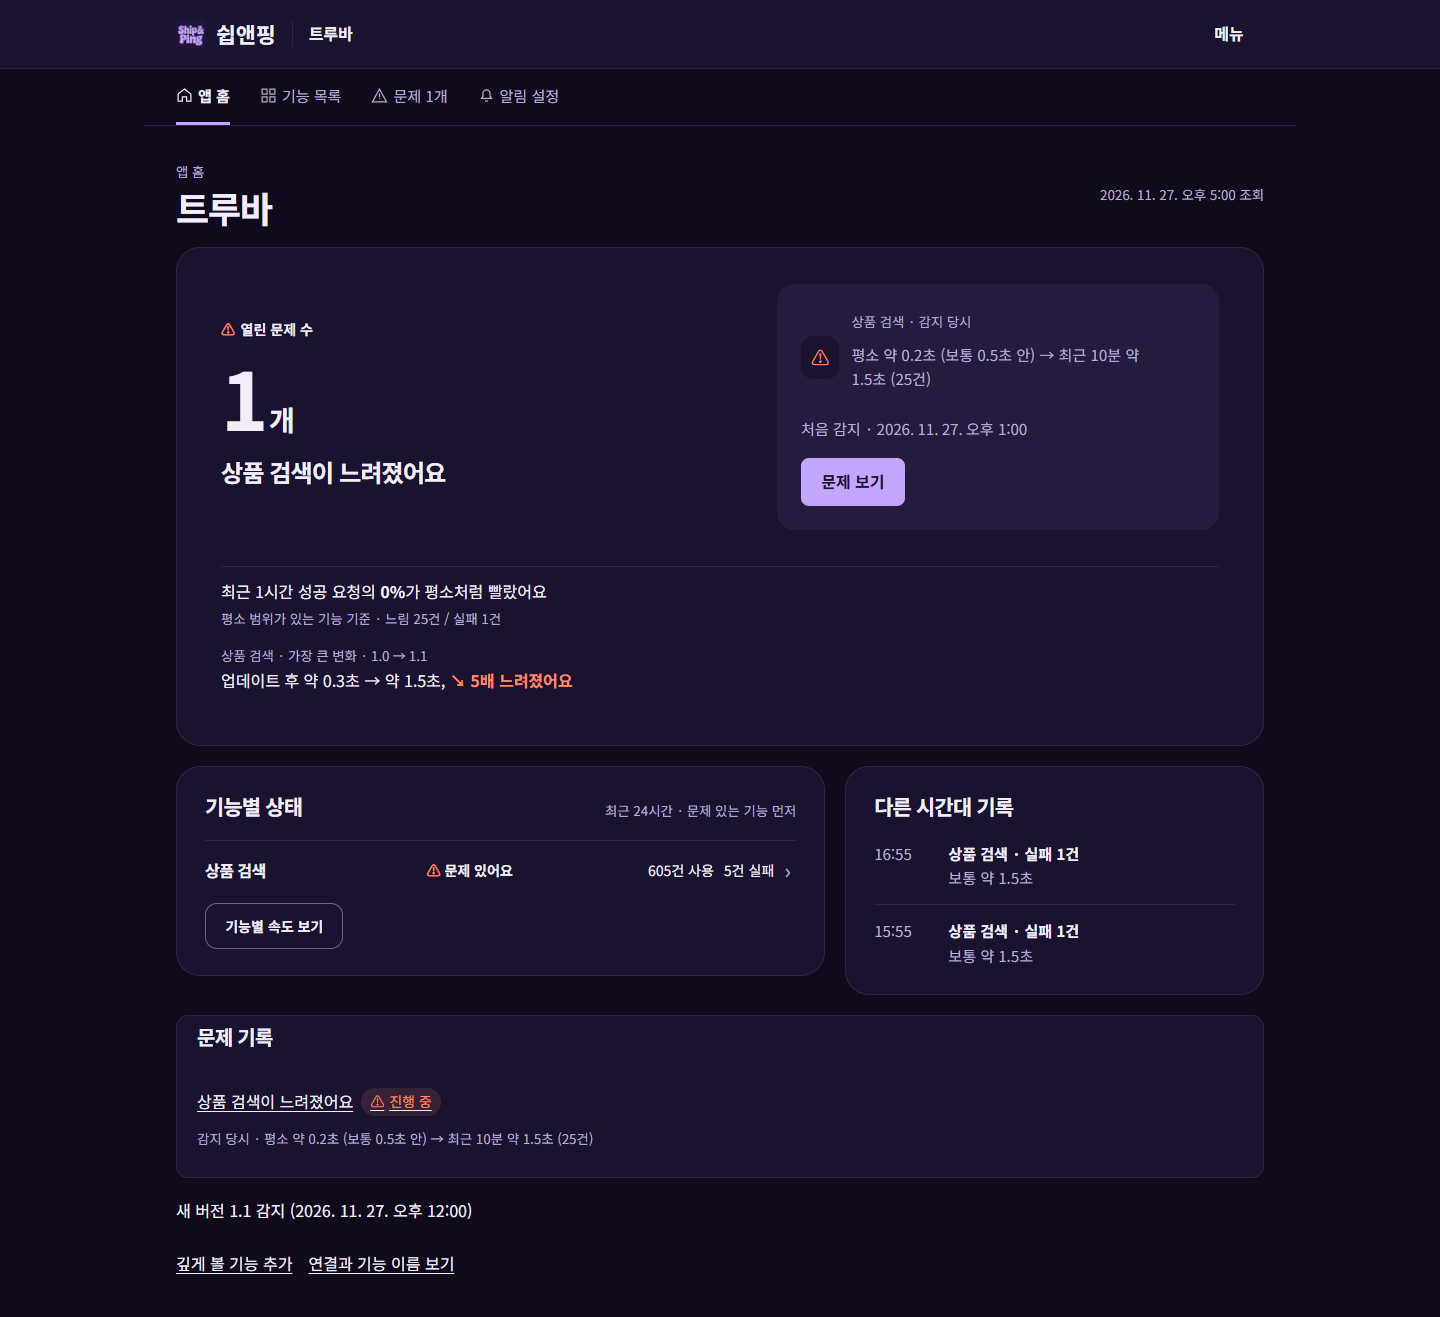 Ship&
Ping
쉽앤핑
트루바
메뉴
앱 홈
기능 목록
문제 1개
알림 설정
앱 홈
트루바
2026. 11. 27. 오후 5:00 조회
열린 문제 수
1개
상품 검색이 느려졌어요
상품 검색 · 감지 당시
평소 약 0.2초 (보통 0.5초 안) → 최근 10분 약
1.5초 (25건)
처음 감지 · 2026. 11. 27. 오후 1:00
문제 보기
최근 1시간 성공 요청의 0%가 평소처럼 빨랐어요
평소 범위가 있는 기능 기준 · 느림 25건 / 실패 1건
상품 검색 · 가장 큰 변화 · 1.0 → 1.1
업데이트 후 약 0.3초 → 약 1.5초, ↘ 5배 느려졌어요
기능별 상태
최근 24시간 · 문제 있는 기능 먼저
상품 검색
문제 있어요
605건 사용 5건 실패 ›
기능별 속도 보기
다른 시간대 기록
16:55
상품 검색 · 실패 1건
보통 약 1.5초
15:55
상품 검색 · 실패 1건
보통 약 1.5초
문제 기록
상품 검색이 느려졌어요
진행 중
감지 당시 · 평소 약 0.2초 (보통 0.5초 안) → 최근 10분 약 1.5초 (25건)
새 버전 1.1 감지 (2026. 11. 27. 오후 12:00)
깊게 볼 기능 추가
연결과 기능 이름 보기